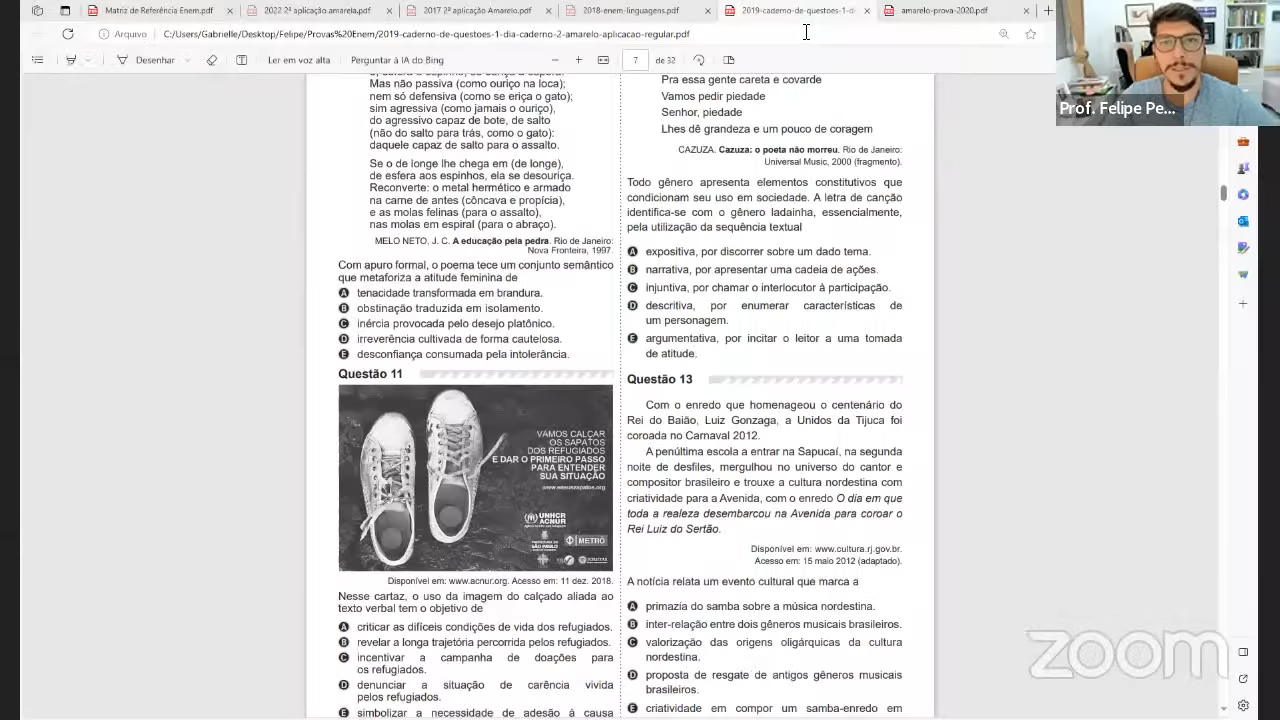 Matriz de Referência Enem.pdf
2022 2ª aplicação amarela.pdf
2017 2ª aplicação Amarelo.pdf
2018-enem-linguagens.pdf
2019-caderno-de-questoes-1-di
amarelo-prova-2020.pdf
Arquivo
C:/Users/Gabrielle/Desktop/Felipe/Provas%20Enem/2019-caderno-de-questoes-1-dia-caderno-2-amarelo-aplicacao-regular.pdf
Desenhar
Ler em voz alta
Perguntar à IA do Bing
7 de 32
Prof. Felipe Pe...
Mas não passiva (como ouriço na loca);
nem só defensiva (como se eriça o gato);
sim agressiva (como jamais o ouriço),
do agressivo capaz de bote, de salto
(não do salto para trás, como o gato):
daquele capaz de salto para o assalto.
Se o de longe lhe chega em (de longe),
de esfera aos espinhos, ela se desouriça.
Reconverte: o metal hermético e armado
na carne de antes (côncava e propícia),
e as molas felinas (para o assalto),
nas molas em espiral (para o abraço).
MELO NETO, J. C. A educação pela pedra. Rio de Janeiro:
Nova Fronteira, 1997.
Com apuro formal, o poema tece um conjunto semântico
que metaforiza a atitude feminina de
A tenacidade transformada em brandura.
B obstinação traduzida em isolamento.
C inércia provocada pelo desejo platônico.
D irreverência cultivada de forma cautelosa.
E desconfiança consumada pela intolerância.
Questão 11
VAMOS CALÇAR
OS SAPATOS
DOS REFUGIADOS
E DAR O PRIMEIRO PASSO
PARA ENTENDER
SUA SITUAÇÃO
UNHCR
ACNUR
SÃO PAULO
METRÔ
Disponível em: www.acnur.org. Acesso em: 11 dez. 2018.
Nesse cartaz, o uso da imagem do calçado aliada ao
texto verbal tem o objetivo de
A criticar as difíceis condições de vida dos refugiados.
B revelar a longa trajetória percorrida pelos refugiados.
C incentivar a campanha de doações para
os refugiados.
D denunciar a situação de carência vivida
pelos refugiados.
E simbolizar a necessidade de adesão à causa
Pra essa gente careta e covarde
Vamos pedir piedade
Senhor, piedade
Lhes dê grandeza e um pouco de coragem
CAZUZA. Cazuza: o poeta não morreu. Rio de Janeiro:
Universal Music, 2000 (fragmento).
Todo gênero apresenta elementos constitutivos que
condicionam seu uso em sociedade. A letra de canção
identifica-se com o gênero ladainha, essencialmente,
pela utilização da sequência textual
A expositiva, por discorrer sobre um dado tema.
B narrativa, por apresentar uma cadeia de ações.
C injuntiva, por chamar o interlocutor à participação.
D descritiva, por enumerar características de
um personagem.
E argumentativa, por incitar o leitor a uma tomada
de atitude.
Questão 13
Com o enredo que homenageou o centenário do
Rei do Baião, Luiz Gonzaga, a Unidos da Tijuca foi
coroada no Carnaval 2012.
A penúltima escola a entrar na Sapucaí, na segunda
noite de desfiles, mergulhou no universo do cantor e
compositor brasileiro e trouxe a cultura nordestina com
criatividade para a Avenida, com o enredo O dia em que
toda a realeza desembarcou na Avenida para coroar o
Rei Luiz do Sertão.
Disponível em: www.cultura.rj.gov.br.
Acesso em: 15 maio 2012 (adaptado).
A notícia relata um evento cultural que marca a
A primazia do samba sobre a música nordestina.
B inter-relação entre dois gêneros musicais brasileiros.
C valorização das origens oligárquicas da cultura
nordestina.
D proposta de resgate de antigos gêneros musicais
brasileiros.
E criatividade em compor um samba-enredo em
zoom